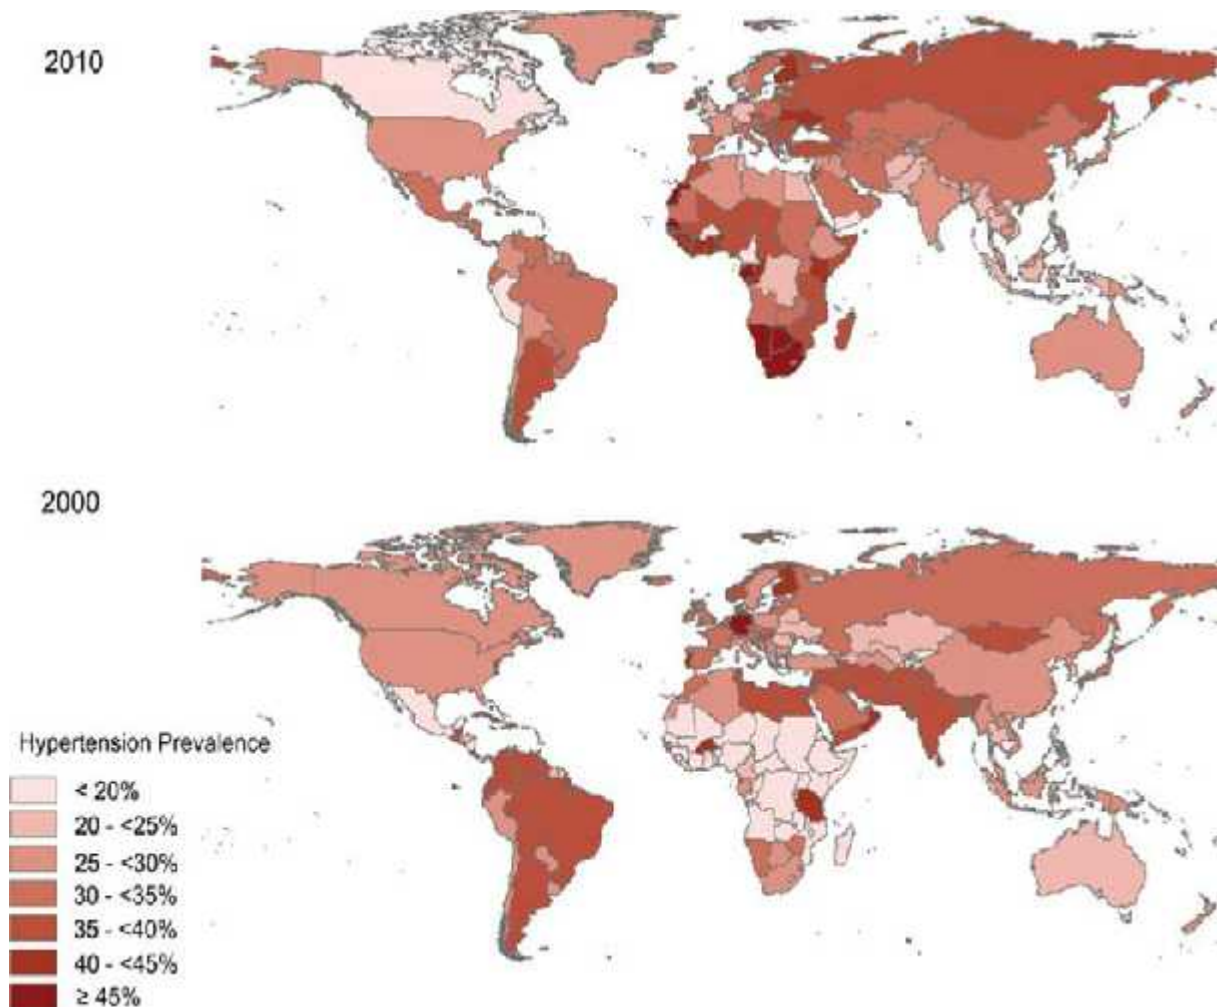 2010
2000
Hypertension Prevalence
< 20%
20 - <25%
25 - <30%
30 - <35%
35 - <40%
40 - <45%
≥ 45%